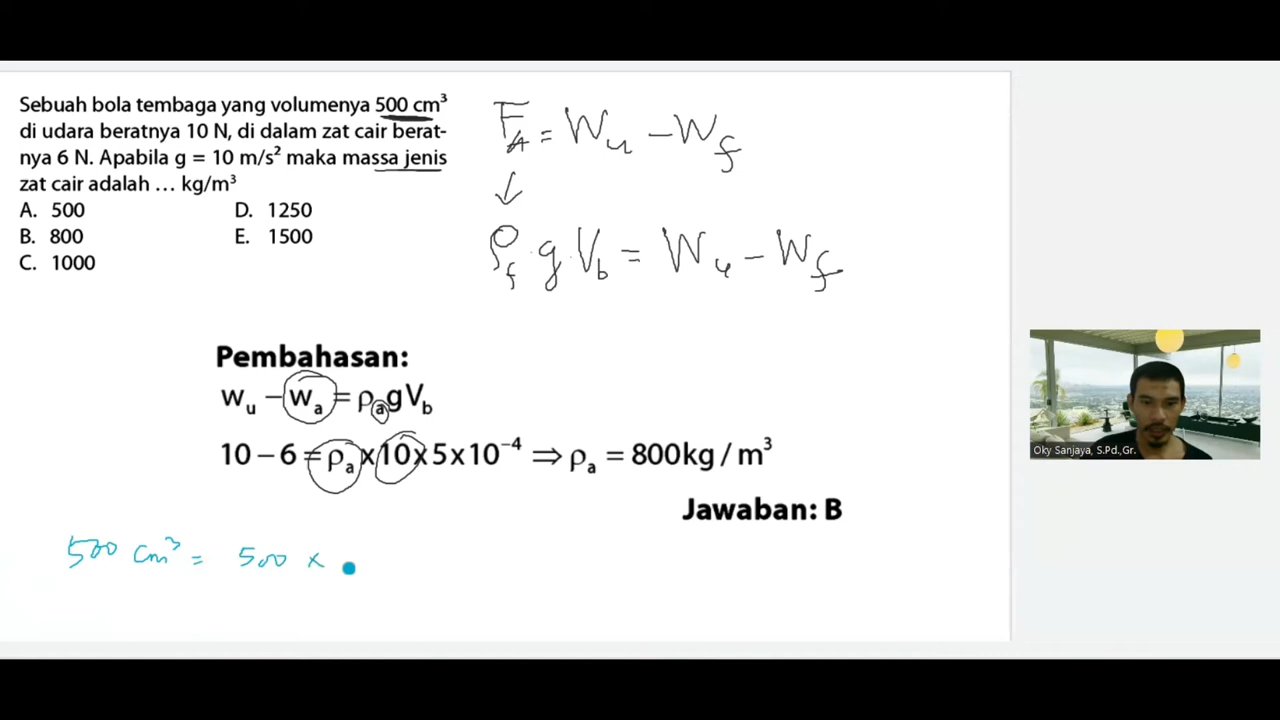 Sebuah bola tembaga yang volumenya 500 cm³
di udara beratnya 10 N, di dalam zat cair berat-
nya 6 N. Apabila g = 10 m/s² maka massa jenis
zat cair adalah … kg/m³
A. 500
D. 1250
B. 800
E. 1500
C. 1000
F_A = W_u − W_f
↓
ρ_f · g · V_b = W_u − W_f
Pembahasan:
w_u − w_a = ρ_a g V_b
10 − 6 = ρ_a x 10 x 5 x 10⁻⁴ ⇒ ρ_a = 800 kg / m³
Jawaban: B
500 cm³ = 500 ×
Oky Sanjaya, S.Pd.,Gr.